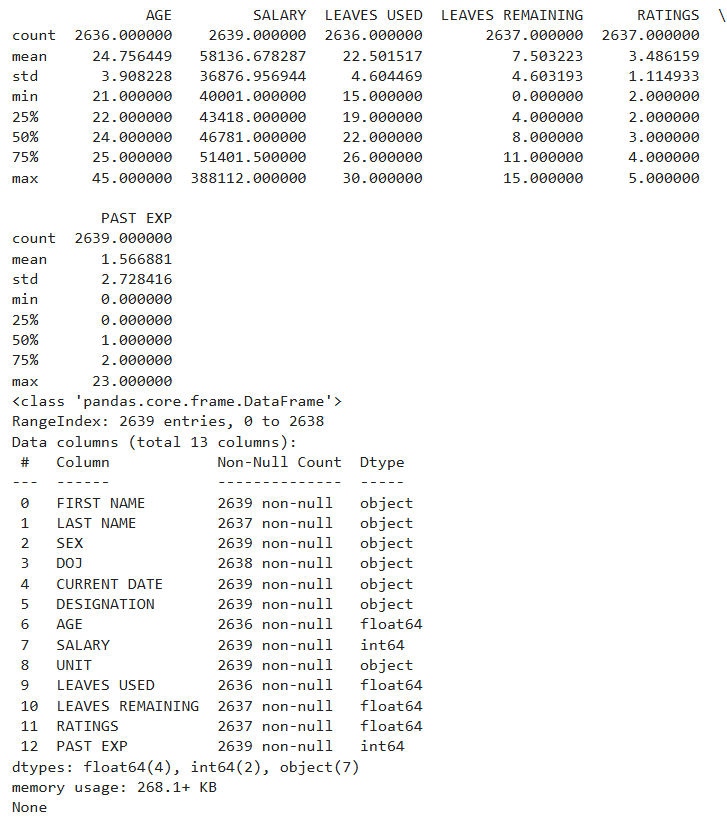 AGE         SALARY  LEAVES USED  LEAVES REMAINING      RATINGS  \
count  2636.000000    2639.000000  2636.000000       2637.000000  2637.000000
mean     24.756449   58136.678287    22.501517          7.503223     3.486159
std       3.908228   36876.956944     4.604469          4.603193     1.114933
min      21.000000   40001.000000    15.000000          0.000000     2.000000
25%      22.000000   43418.000000    19.000000          4.000000     2.000000
50%      24.000000   46781.000000    22.000000          8.000000     3.000000
75%      25.000000   51401.500000    26.000000         11.000000     4.000000
max      45.000000  388112.000000    30.000000         15.000000     5.000000

          PAST EXP
count  2639.000000
mean      1.566881
std       2.728416
min       0.000000
25%       0.000000
50%       1.000000
75%       2.000000
max      23.000000
<class 'pandas.core.frame.DataFrame'>
RangeIndex: 2639 entries, 0 to 2638
Data columns (total 13 columns):
 #   Column            Non-Null Count  Dtype
---  ------            --------------  -----
 0   FIRST NAME        2639 non-null   object
 1   LAST NAME         2637 non-null   object
 2   SEX               2639 non-null   object
 3   DOJ               2638 non-null   object
 4   CURRENT DATE      2639 non-null   object
 5   DESIGNATION       2639 non-null   object
 6   AGE               2636 non-null   float64
 7   SALARY            2639 non-null   int64
 8   UNIT              2639 non-null   object
 9   LEAVES USED       2636 non-null   float64
 10  LEAVES REMAINING  2637 non-null   float64
 11  RATINGS           2637 non-null   float64
 12  PAST EXP          2639 non-null   int64
dtypes: float64(4), int64(2), object(7)
memory usage: 268.1+ KB
None